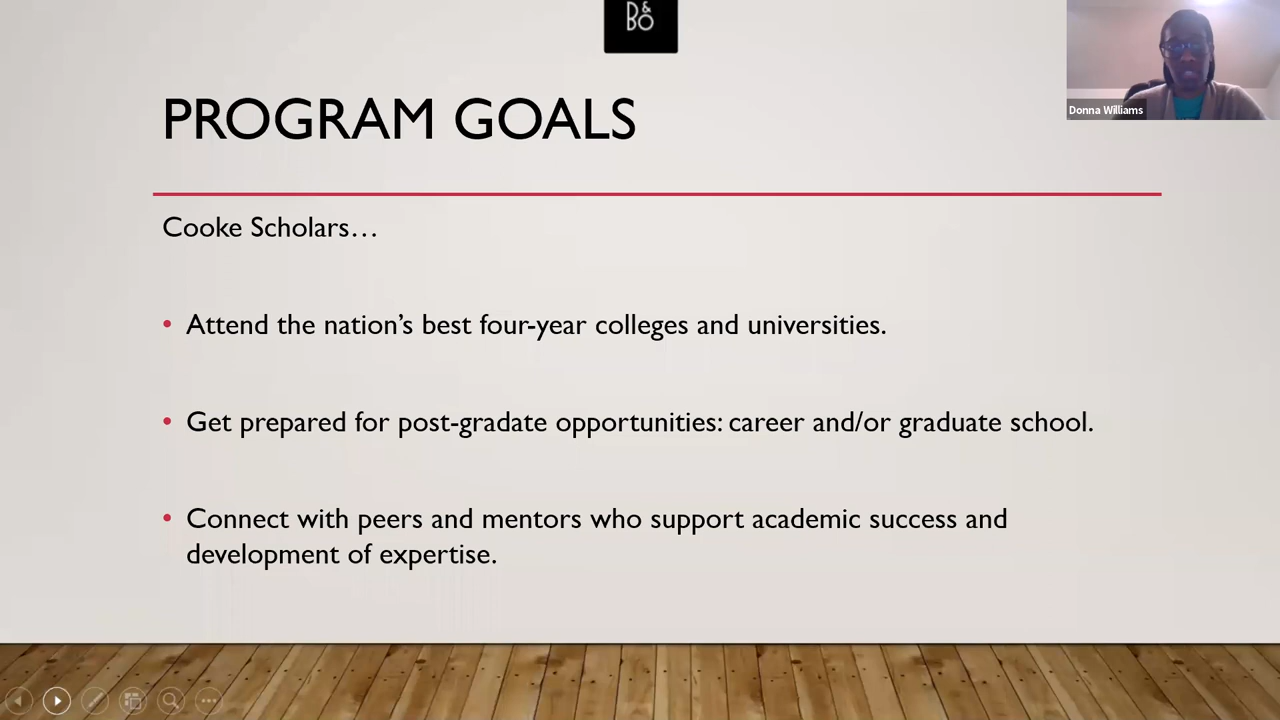 B&
BO
PROGRAM GOALS
Donna Williams
Cooke Scholars…
• Attend the nation’s best four-year colleges and universities.
• Get prepared for post-gradate opportunities: career and/or graduate school.
• Connect with peers and mentors who support academic success and
development of expertise.